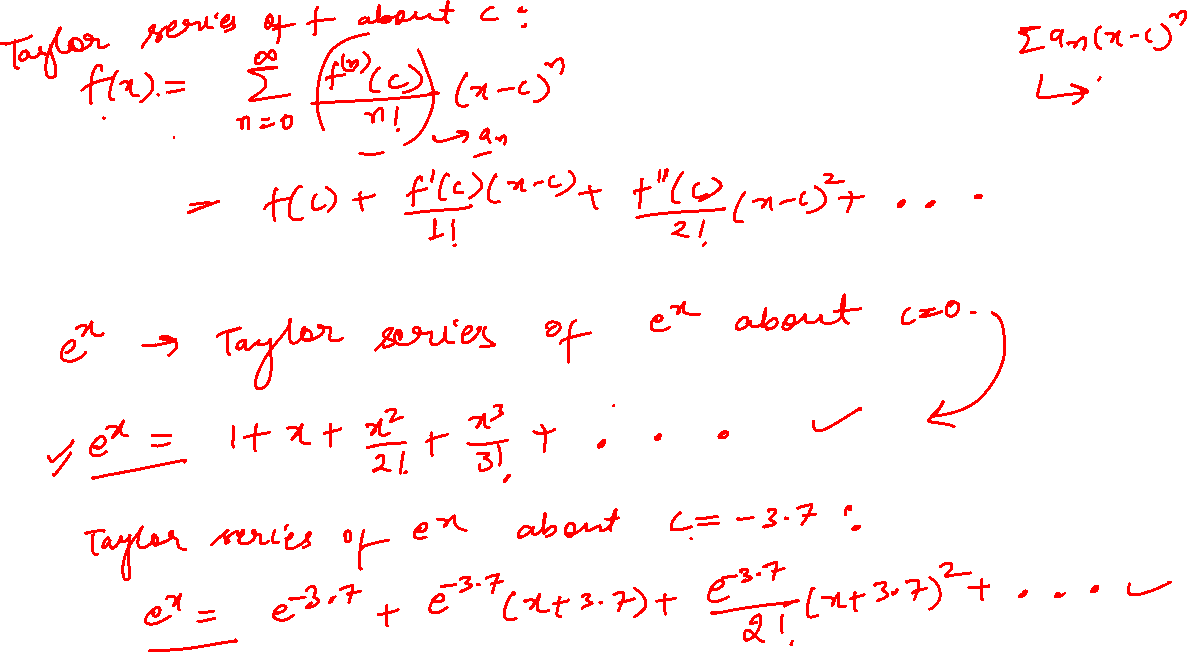 Taylor series of f about c :
Σ aₙ(x-c)ⁿ
↳
f(x) = ∞Σn=0 (f⁽ⁿ⁾(c)/n!) (x-c)ⁿ
→ aₙ
= f(c) + f'(c)/1! (x-c) + f''(c)/2! (x-c)² + . . .
eˣ → Taylor series of eˣ about c=0.
✓ eˣ = 1 + x + x²/2! + x³/3! + . . . ✓
Taylor series of eˣ about c = -3.7 :
eˣ = e⁻³·⁷ + e⁻³·⁷(x+3.7) + e⁻³·⁷/2! (x+3.7)² + . . . . ✓